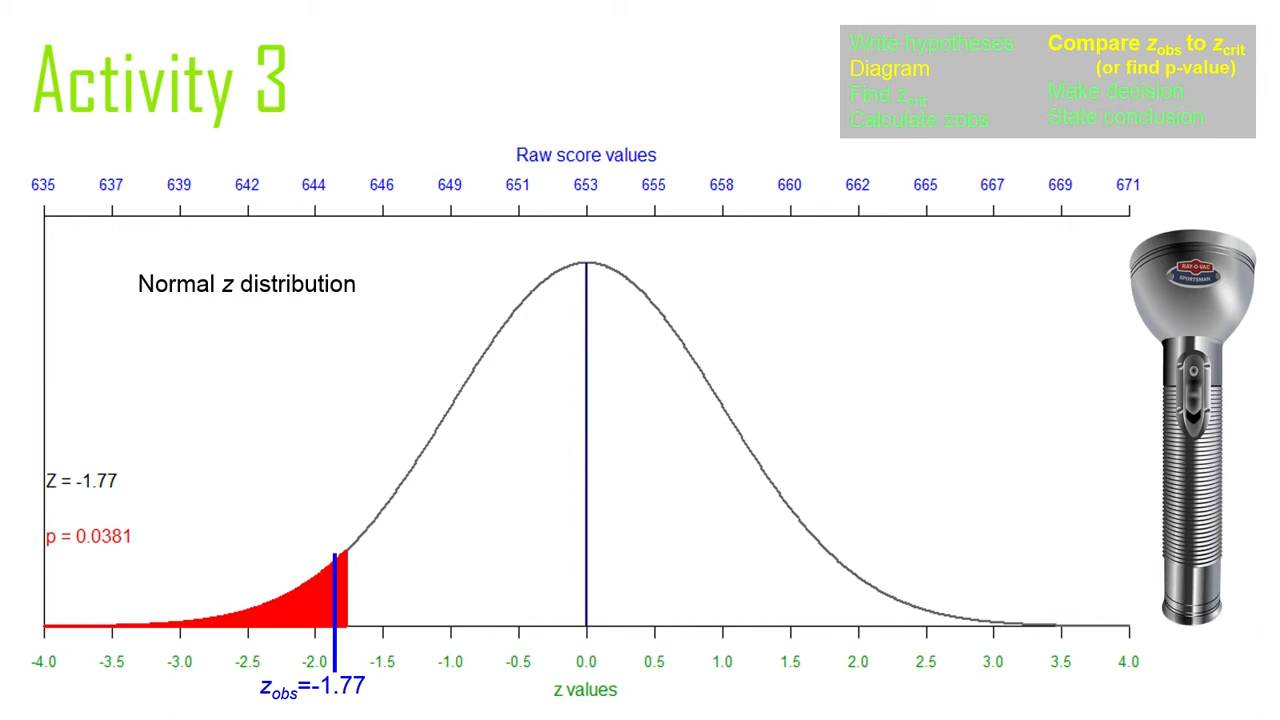 Activity 3
Write hypotheses
Diagram
Find zcrit
Calculate zobs
Compare zobs to zcrit
(or find p-value)
Make decision
State conclusion
Raw score values
635 637 639 642 644 646 649 651 653 655 658 660 662 665 667 669 671
Normal z distribution
RAY-O-VAC
SPORTSMAN
Z = -1.77
p = 0.0381
-4.0 -3.5 -3.0 -2.5 -2.0 -1.5 -1.0 -0.5 0.0 0.5 1.0 1.5 2.0 2.5 3.0 3.5 4.0
zobs=-1.77
z values